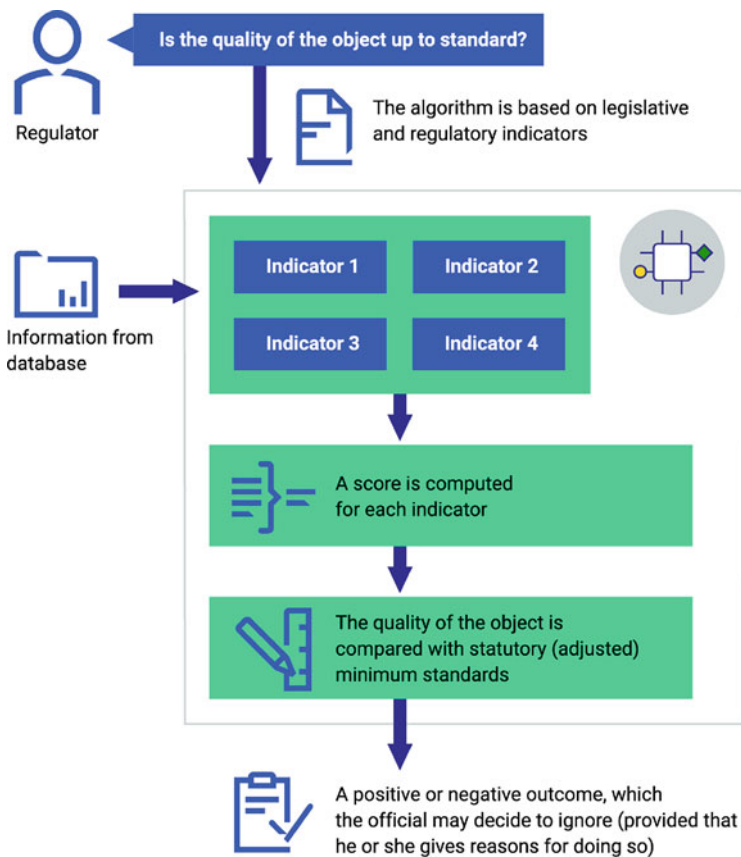 Is the quality of the object up to standard?
Regulator
The algorithm is based on legislative
and regulatory indicators
Indicator 1
Indicator 2
Indicator 3
Indicator 4
Information from
database
A score is computed
for each indicator
The quality of the object is
compared with statutory (adjusted)
minimum standards
A positive or negative outcome, which
the official may decide to ignore (provided that
he or she gives reasons for doing so)